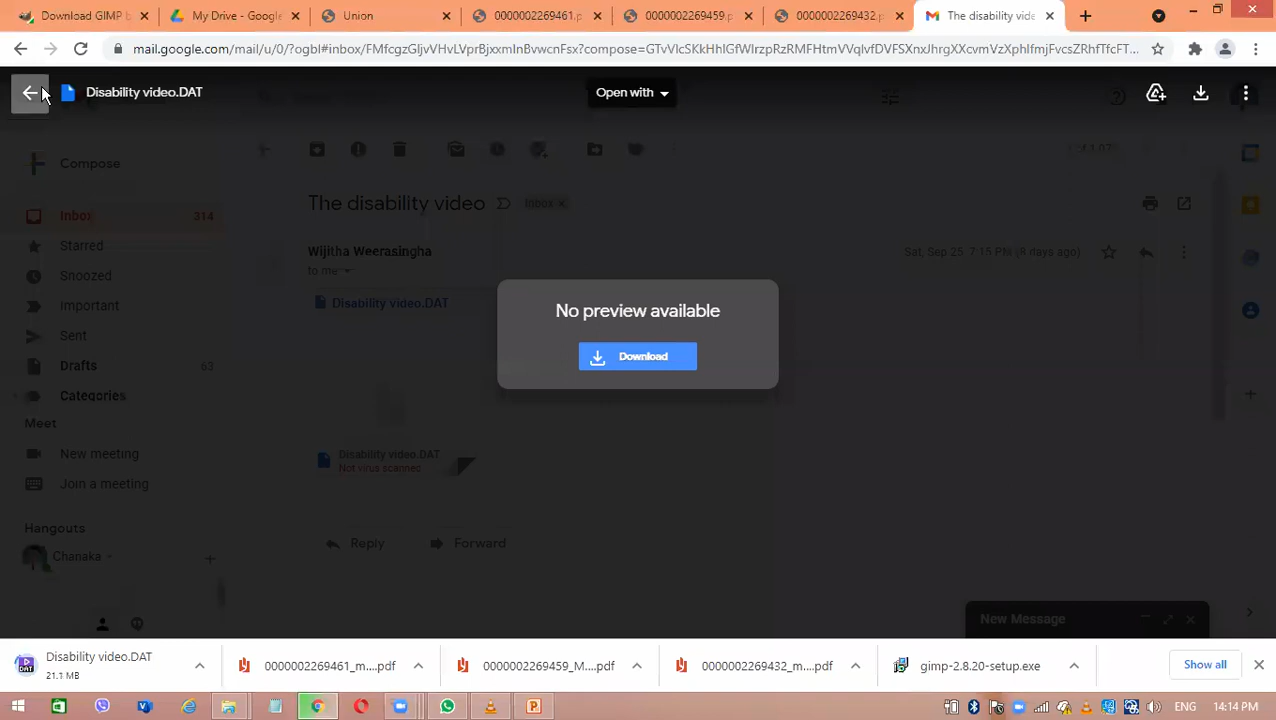 Download GIMP b
My Drive - Google
Union
0000002269461.p
0000002269459.p
0000002269432.p
The disability vide
mail.google.com/mail/u/0/?ogbl#inbox/
Disability video.DAT
Open with
Compose
The disability video
Inbox
Inbox 314
Wijitha Weerasingha
Sat, Sep 25, 7:15 PM (8 days ago)
Starred
to me
Snoozed
Disability video.DAT
No preview available
Important
Sent
Download
Drafts 63
Categories
Meet
New meeting
Disability video.DAT
Not virus scanned
Join a meeting
Hangouts
Reply
Forward
Chanaka
New Message
Disability video.DAT
21.1 MB
0000002269461_m....pdf
0000002269459_M....pdf
0000002269432_m....pdf
gimp-2.8.20-setup.exe
Show all
ENG
14:14 PM